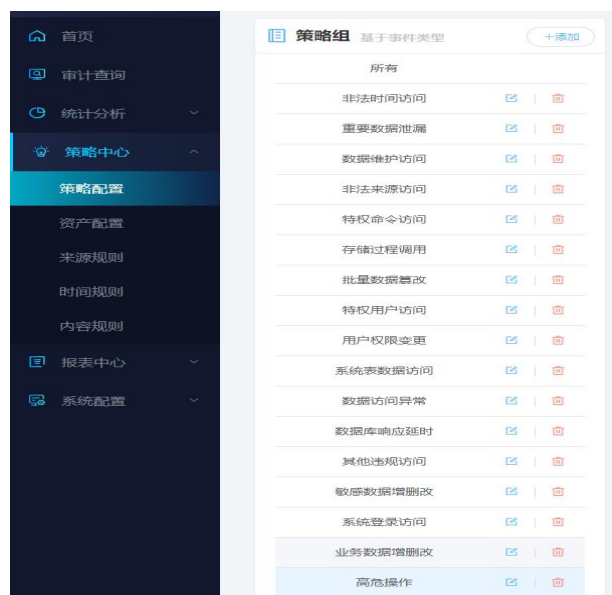 首页
审计查询
统计分析
策略中心
策略配置
资产配置
来源规则
时间规则
内容规则
报表中心
系统配置
策略组 基于事件类型 +添加
所有
非法时间访问
重要数据泄漏
数据维护访问
非法来源访问
特权命令访问
存储过程调用
批量数据篡改
特权用户访问
用户权限变更
系统表数据访问
数据访问异常
数据库响应延时
其他违规访问
敏感数据增删改
系统登录访问
业务数据增删改
高危操作